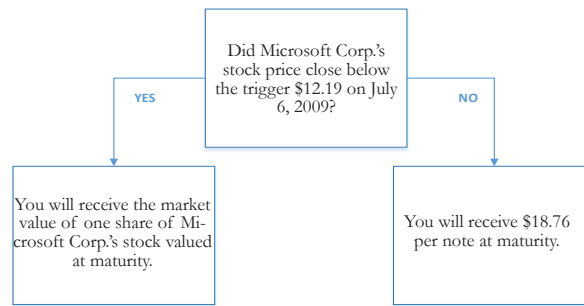 Did Microsoft Corp.'s
stock price close below
the trigger $12.19 on July
6, 2009?
YES
NO
You will receive the market
value of one share of Mi-
crosoft Corp.'s stock valued
at maturity.
You will receive $18.76
per note at maturity.